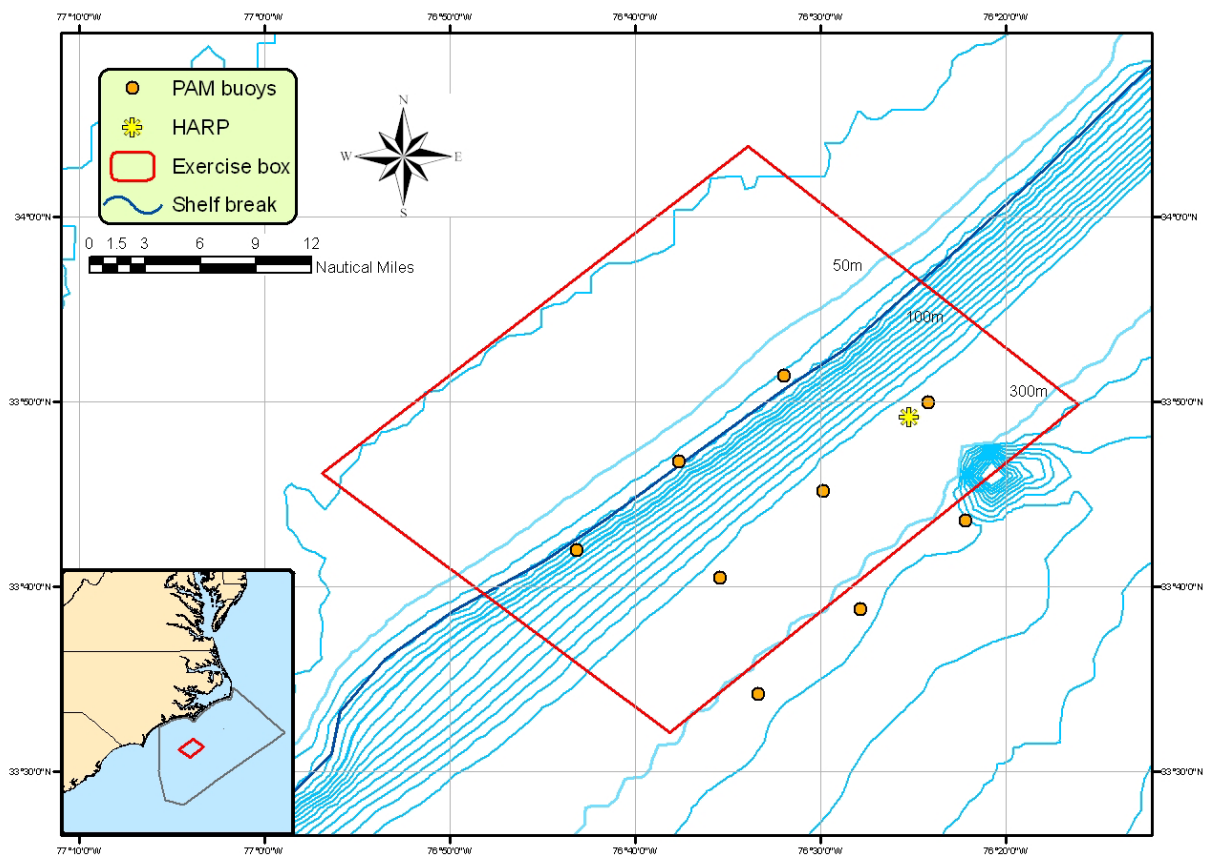 77°10'0"W 77°0'0"W 76°50'0"W 76°40'0"W 76°30'0"W 76°20'0"W
PAM buoys
HARP
Exercise box
Shelf break
N
W E
S
34°0'0"N 34°0'0"N
0 1.5 3 6 9 12
Nautical Miles
50m
100m
300m
33°50'0"N 33°50'0"N
33°40'0"N 33°40'0"N
33°30'0"N 33°30'0"N
77°10'0"W 77°0'0"W 76°50'0"W 76°40'0"W 76°30'0"W 76°20'0"W